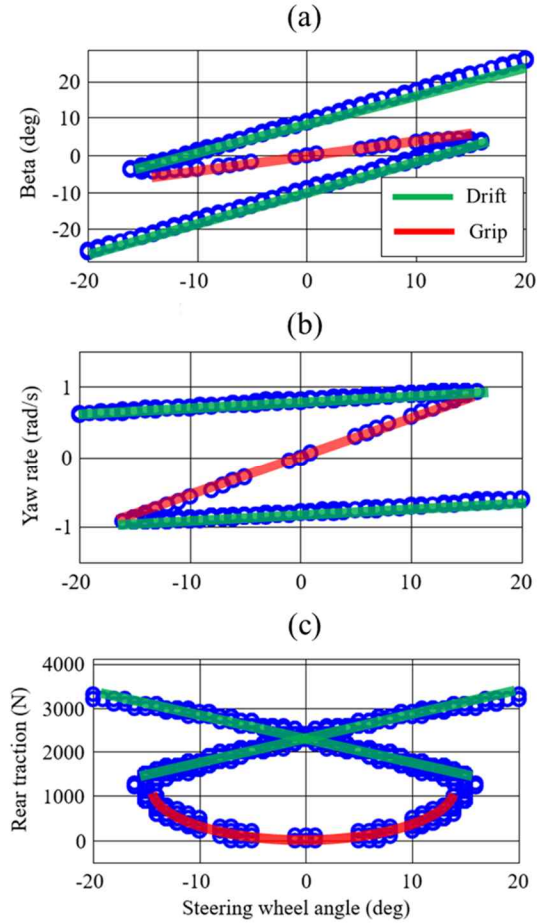 (a)
20
10
0
-10
-20
Beta (deg)
Drift
Grip
-20 -10 0 10 20
(b)
1
0
-1
Yaw rate (rad/s)
-20 -10 0 10 20
(c)
4000
3000
2000
1000
0
Rear traction (N)
-20 -10 0 10 20
Steering wheel angle (deg)